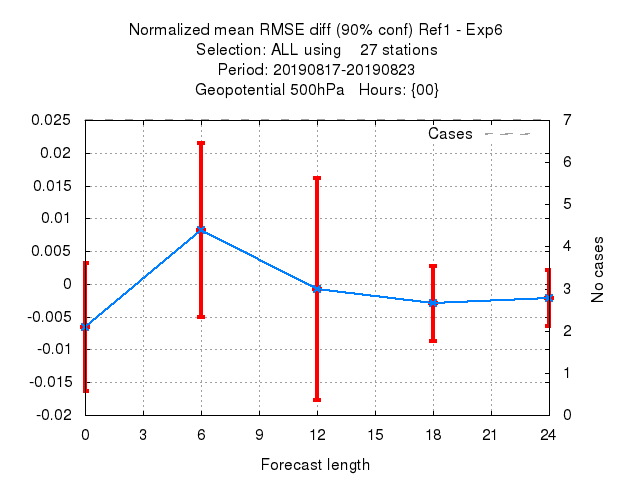 Normalized mean RMSE diff (90% conf) Ref1 - Exp6
Selection: ALL using    27 stations
Period: 20190817-20190823
Geopotential 500hPa   Hours: {00}
Cases
0.025
0.02
0.015
0.01
0.005
0
-0.005
-0.01
-0.015
-0.02
7
6
5
4
3
2
1
0
No cases
0 3 6 9 12 15 18 21 24
Forecast length